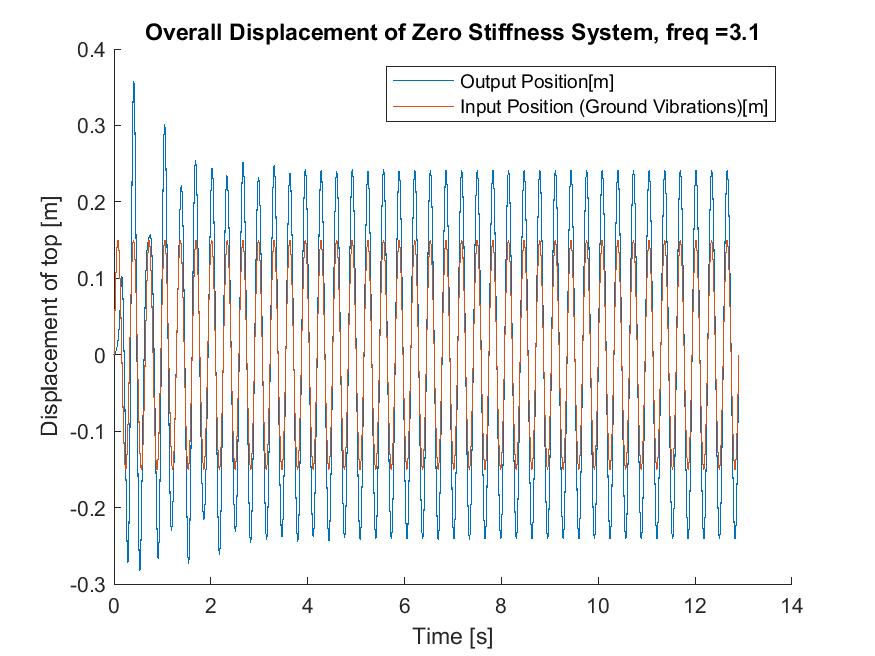 Overall Displacement of Zero Stiffness System, freq =3.1
0.4
Output Position[m]
Input Position (Ground Vibrations)[m]
0.3
0.2
0.1
0
-0.1
-0.2
-0.3
Displacement of top [m]
0 2 4 6 8 10 12 14
Time [s]